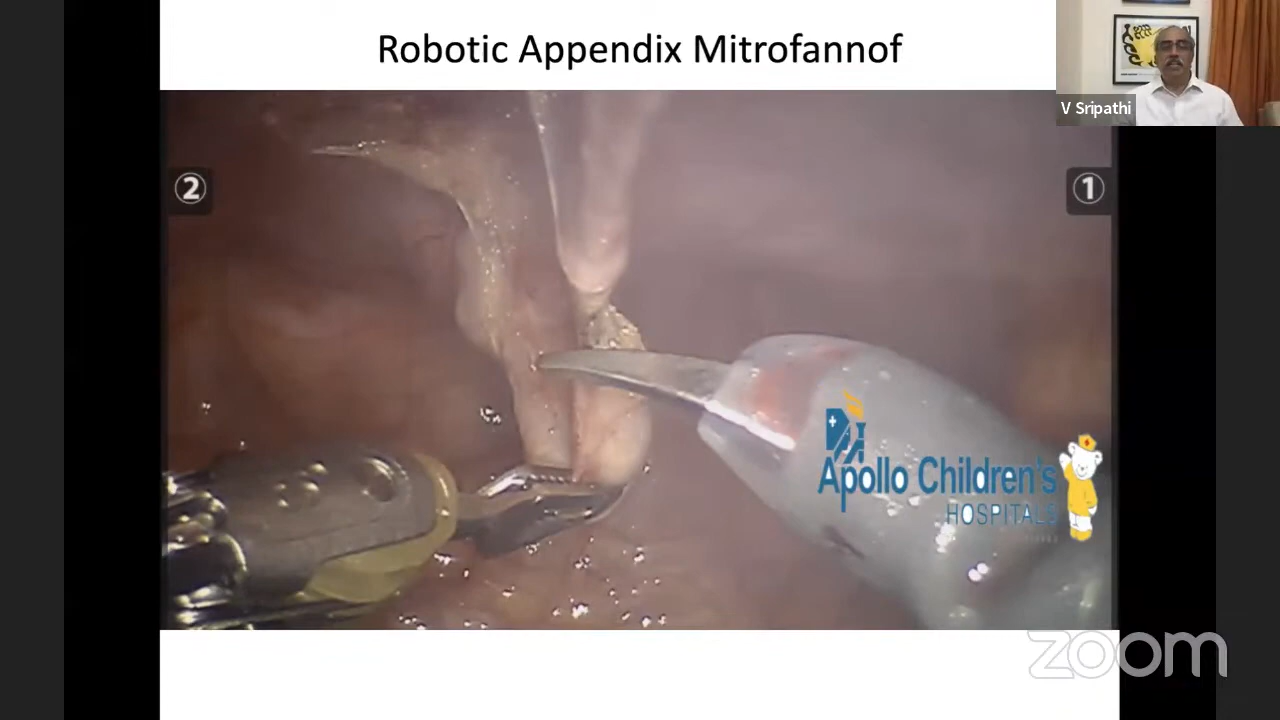 Robotic Appendix Mitrofannof
V Sripathi
②
①
Apollo Children's
HOSPITALS
zoom